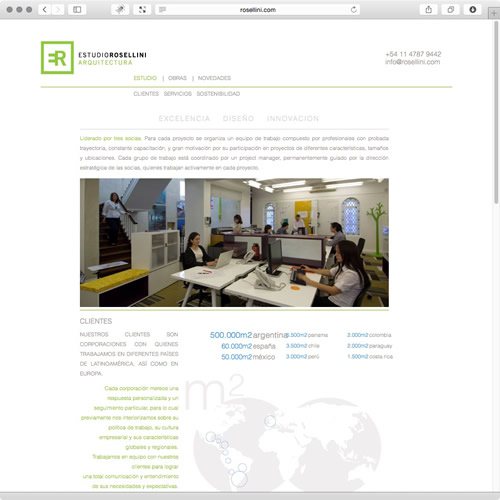 rosellini.com
ESTUDIOROSELLINI
ARQUITECTURA
+54 11 4787 9442
info@rosellini.com
ESTUDIO | OBRAS | NOVEDADES
CLIENTES SERVICIOS SOSTENIBILIDAD
EXCELENCIA DISEÑO INNOVACION
Liderado por tres socias. Para cada proyecto se organiza un equipo de trabajo compuesto por profesionales con probada
trayectoria, constante capacitación, y gran motivación por su participación en proyectos de diferentes características, tamaños
y ubicaciones. Cada grupo de trabajo está coordinado por un project manager, permanentemente guiado por la dirección
estratégica de las socias, quienes trabajan activamente en cada proyecto.
CLIENTES
NUESTROS CLIENTES SON
CORPORACIONES CON QUIENES
TRABAJAMOS EN DIFERENTES PAÍSES
DE LATINOAMÉRICA, ASÍ COMO EN
EUROPA.
500.000m2 argentina
60.000m2 españa
50.000m2 méxico
panama
3.500m2 chile
3.000m2 perú
2.000m2 colombia
2.000m2 paraguay
1.500m2 costa rica
m2
Cada corporación merece una
respuesta personalizada y un
seguimiento particular, para lo cual
previamente nos interiorizamos sobre su
política de trabajo, su cultura
empresarial y sus características
globales y regionales.
Trabajamos en equipo con nuestros
clientes para lograr
una total comunicación y entendimiento
de sus necesidades y expectativas.